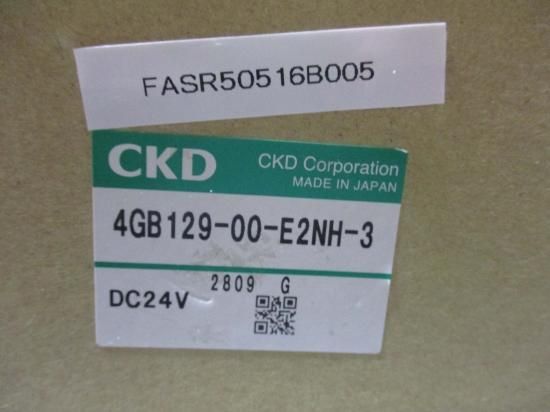 FASR50516B005
CKD
CKD Corporation
MADE IN JAPAN
4GB129-00-E2NH-3
2809 G
DC24V